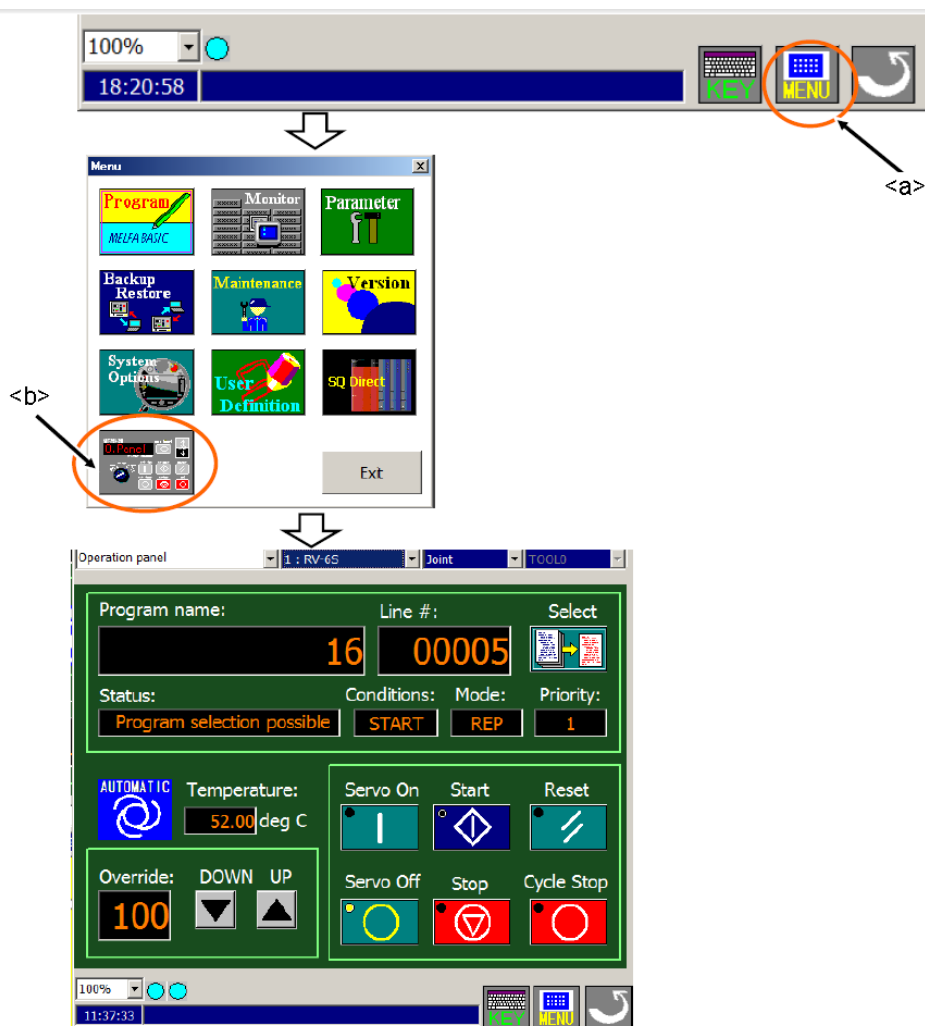 100%
18:20:58
KEY
MENU
<a>
Menu
Program
MELFA BASIC
Monitor
Parameter
Backup
Restore
Maintenance
Version
System
Options
User
Definition
SQ Direct
<b>
O.Panel
Exit
Operation panel
1 : RV-6S
Joint
TOOL0
Program name:
Line #:
Select
16
00005
Status:
Conditions:
Mode:
Priority:
Program selection possible
START
REP
1
AUTOMATIC
Temperature:
52.00 deg C
Servo On
Start
Reset
Override:
DOWN
UP
100
Servo Off
Stop
Cycle Stop
100%
11:37:33
KEY
MENU